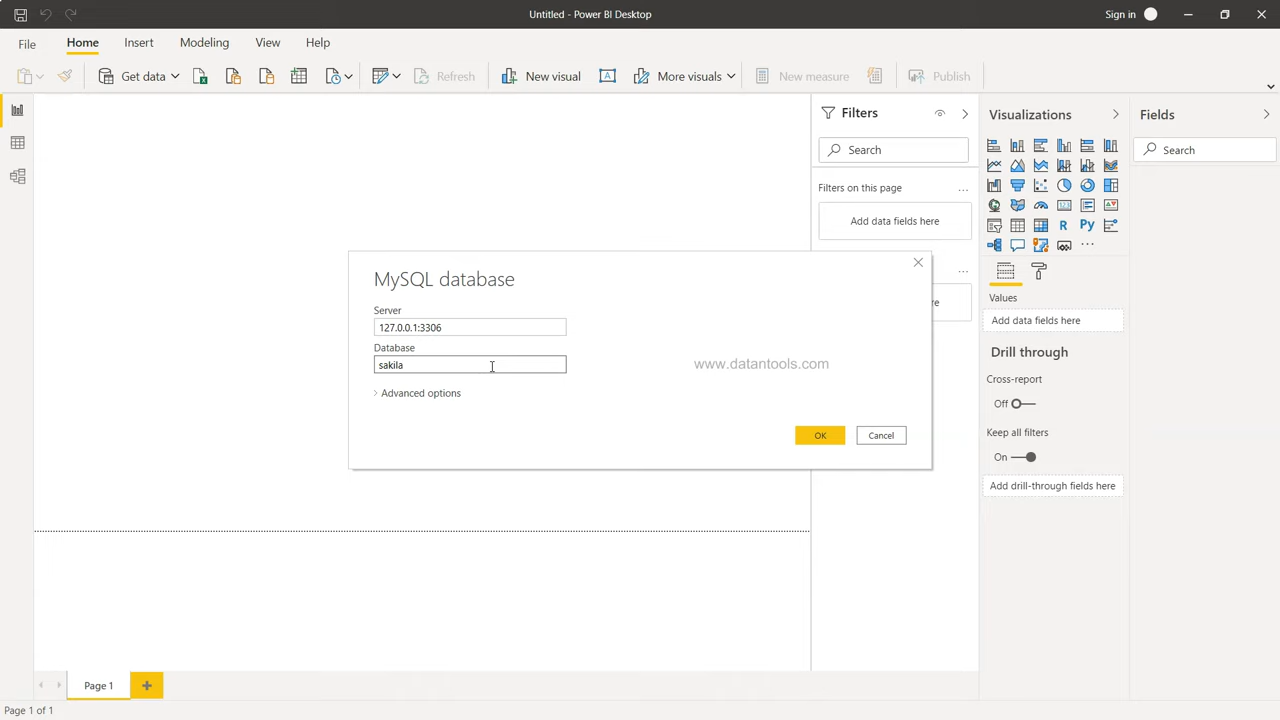 Untitled - Power BI Desktop
Sign in
File
Home
Insert
Modeling
View
Help
Get data
Refresh
New visual
A
More visuals
New measure
Publish
Filters
Search
Filters on this page
...
Add data fields here
...
re
Visualizations
123
R
Py
...
Values
Add data fields here
Drill through
Cross-report
Off
Keep all filters
On
Add drill-through fields here
Fields
Search
MySQL database
Server
127.0.0.1:3306
Database
sakila
Advanced options
www.datantools.com
OK
Cancel
Page 1
Page 1 of 1